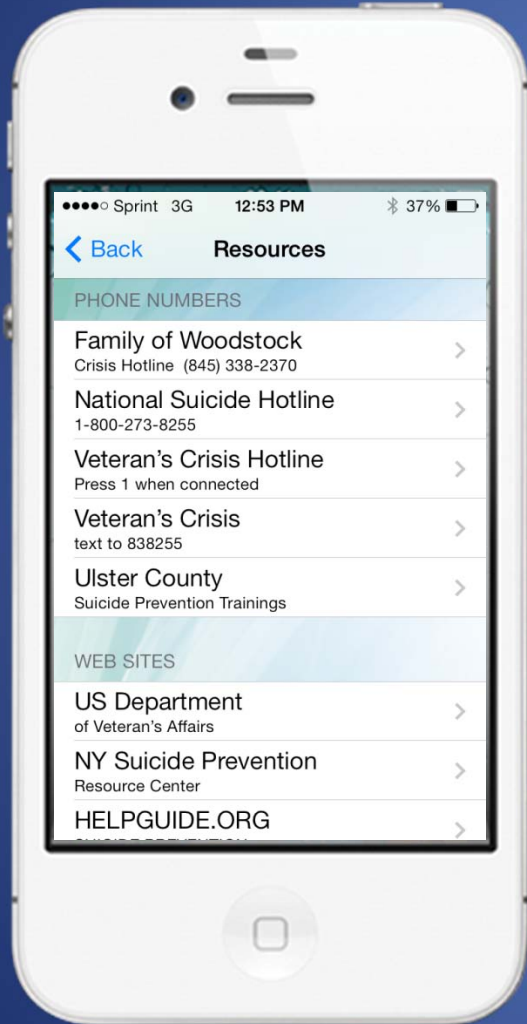 Sprint 3G 12:53 PM 37%
Back Resources
PHONE NUMBERS
Family of Woodstock
Crisis Hotline (845) 338-2370
National Suicide Hotline
1-800-273-8255
Veteran's Crisis Hotline
Press 1 when connected
Veteran's Crisis
text to 838255
Ulster County
Suicide Prevention Trainings
WEB SITES
US Department
of Veteran's Affairs
NY Suicide Prevention
Resource Center
HELPGUIDE.ORG